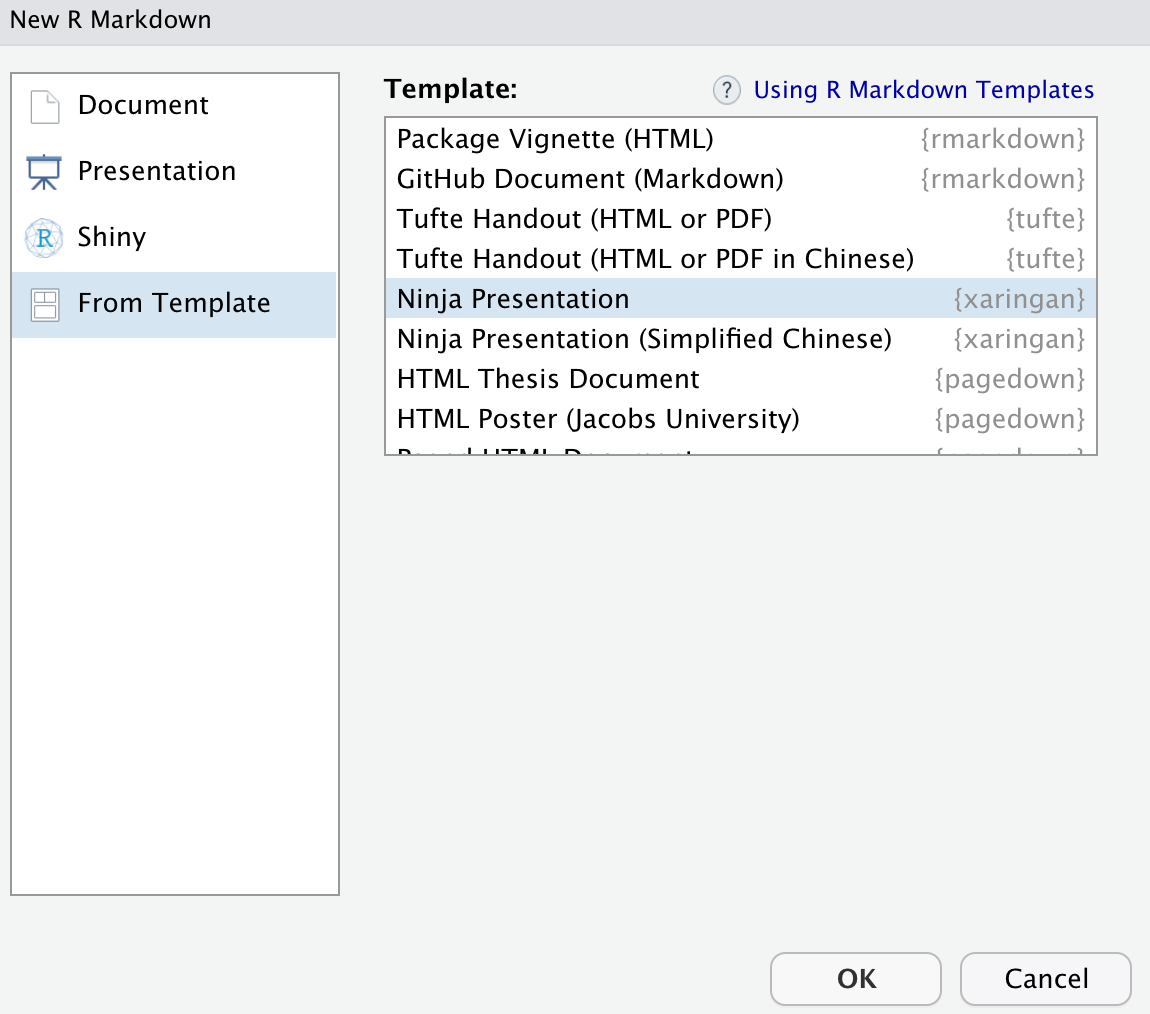 New R Markdown
Document
Presentation
Shiny
From Template
Template:
? Using R Markdown Templates
Package Vignette (HTML) {rmarkdown}
GitHub Document (Markdown) {rmarkdown}
Tufte Handout (HTML or PDF) {tufte}
Tufte Handout (HTML or PDF in Chinese) {tufte}
Ninja Presentation {xaringan}
Ninja Presentation (Simplified Chinese) {xaringan}
HTML Thesis Document {pagedown}
HTML Poster (Jacobs University) {pagedown}
OK Cancel